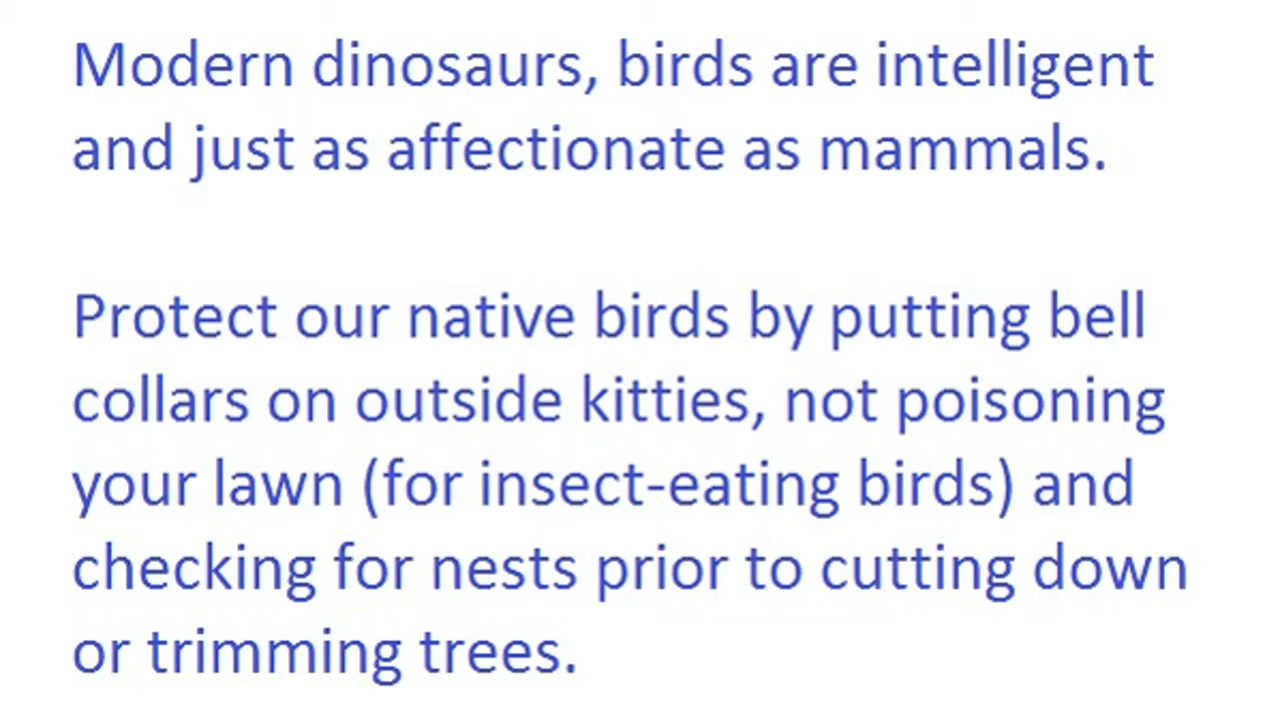 Modern dinosaurs, birds are intelligent
and just as affectionate as mammals.
Protect our native birds by putting bell
collars on outside kitties, not poisoning
your lawn (for insect-eating birds) and
checking for nests prior to cutting down
or trimming trees.